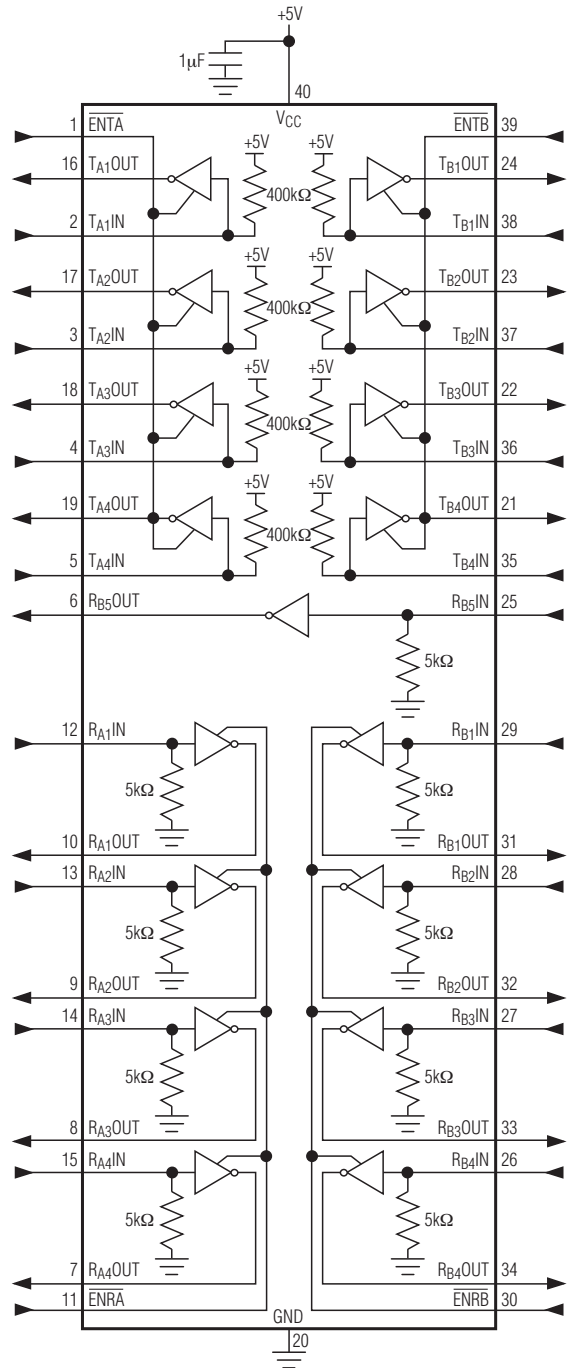 +5V
1μF
40
VCC
1 ENTA ENTB 39
+5V +5V
16 TA1OUT TB1OUT 24
400kΩ
2 TA1IN TB1IN 38
+5V +5V
17 TA2OUT TB2OUT 23
400kΩ
3 TA2IN TB2IN 37
+5V +5V
18 TA3OUT TB3OUT 22
400kΩ
4 TA3IN TB3IN 36
+5V +5V
19 TA4OUT TB4OUT 21
400kΩ
5 TA4IN TB4IN 35
6 RB5OUT RB5IN 25
5kΩ
12 RA1IN RB1IN 29
5kΩ 5kΩ
10 RA1OUT RB1OUT 31
13 RA2IN RB2IN 28
5kΩ 5kΩ
9 RA2OUT RB2OUT 32
14 RA3IN RB3IN 27
5kΩ 5kΩ
8 RA3OUT RB3OUT 33
15 RA4IN RB4IN 26
5kΩ 5kΩ
7 RA4OUT RB4OUT 34
11 ENRA ENRB 30
GND
20